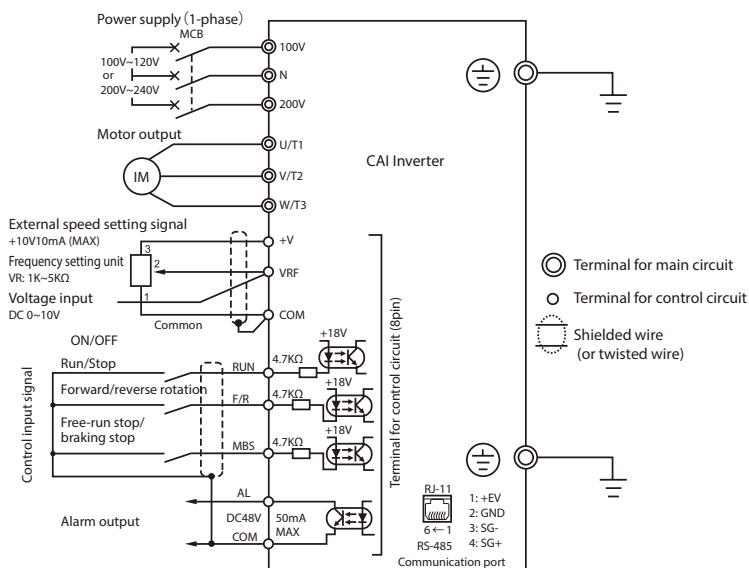 Power supply (1-phase)
MCB
100V~120V
or
200V~240V
100V
N
200V
Motor output
IM
U/T1
V/T2
W/T3
CAI Inverter
External speed setting signal
+10V10mA (MAX)
Frequency setting unit
VR: 1K~5KΩ
Voltage input
DC 0~10V
3
2
1
Common
+V
VRF
COM
Terminal for main circuit
Terminal for control circuit
Shielded wire
(or twisted wire)
Control input signal
ON/OFF
Run/Stop
Forward/reverse rotation
Free-run stop/
braking stop
RUN
4.7KΩ
+18V
F/R
4.7KΩ
+18V
MBS
4.7KΩ
+18V
Terminal for control circuit (8pin)
Alarm output
AL
DC48V
50mA
MAX
COM
RJ-11
6←1
RS-485
1: +EV
2: GND
3: SG-
4: SG+
Communication port